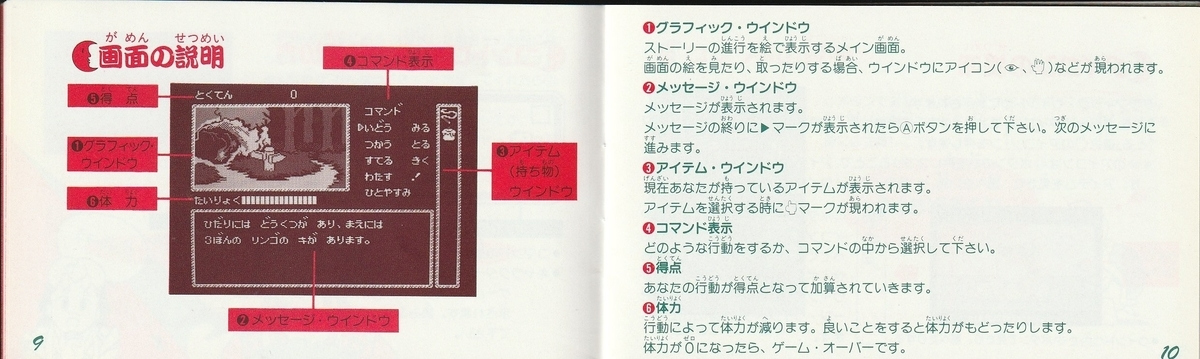 画面の説明
❹コマンド表示
❺得点
❶グラフィック・
ウインドウ
❻体力
❸アイテム
(持ち物)
ウインドウ
❷メッセージ・ウインドウ
とくてん 0
コマンド
いどう みる
つかう とる
すてる きく
わたす !
ひとやすみ
たいりょく
ひだりには どうくつが あり、まえには
3ぼんの リンゴの キが あります。
9
❶グラフィック・ウインドウ
ストーリーの進行を絵で表示するメイン画面。
画面の絵を見たり、取ったりする場合、ウインドウにアイコン(、)などが現われます。
❷メッセージ・ウインドウ
メッセージが表示されます。
メッセージの終りに▶マークが表示されたらⒶボタンを押して下さい。次のメッセージに
進みます。
❸アイテム・ウインドウ
現在あなたが持っているアイテムが表示されます。
アイテムを選択する時にマークが現われます。
❹コマンド表示
どのような行動をするか、コマンドの中から選択して下さい。
❺得点
あなたの行動が得点となって加算されていきます。
❻体力
行動によって体力が減ります。良いことをすると体力がもどったりします。
体力が0になったら、ゲーム・オーバーです。
10